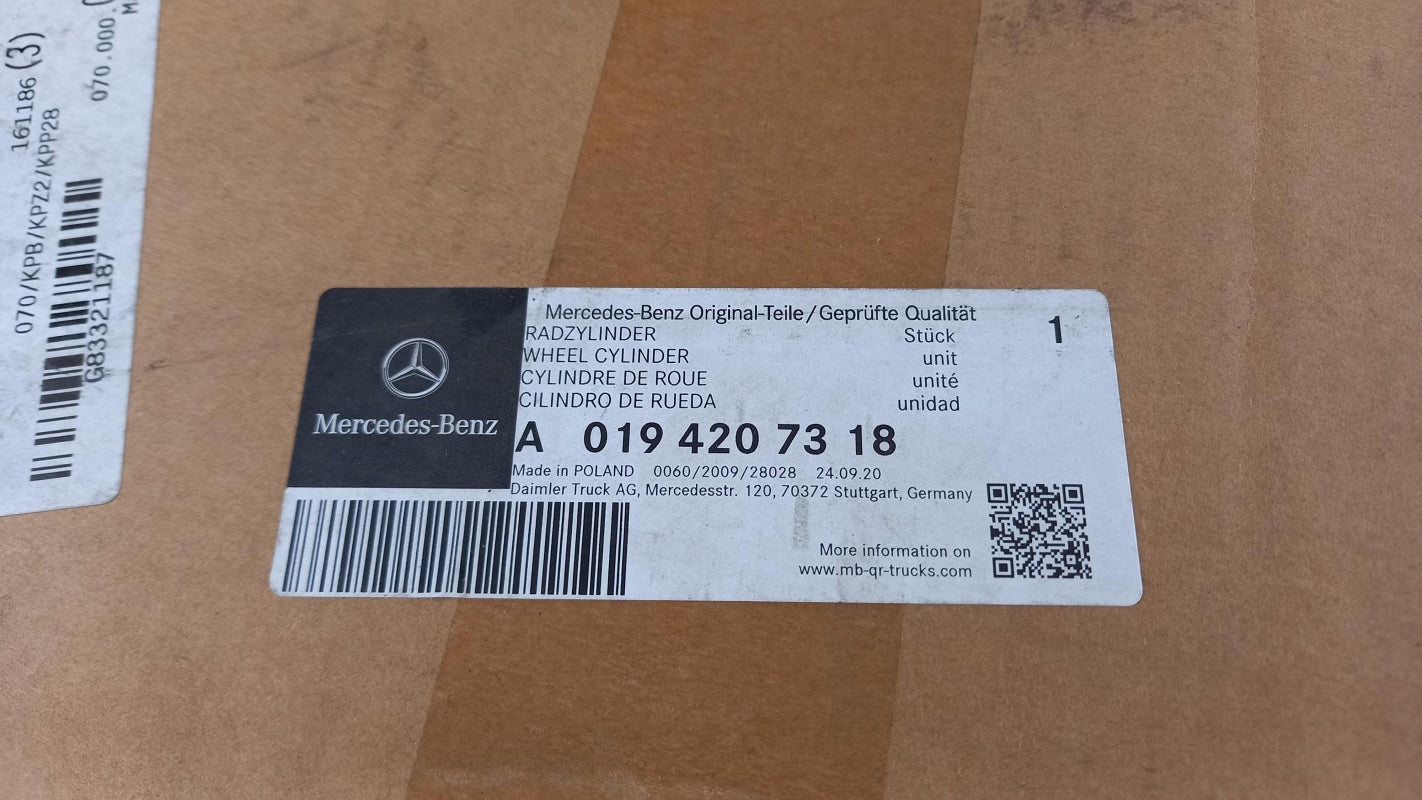 161186 (3)
070.000.
070/KPB/KPZ2/KPP28
G83321187
Mercedes-Benz
Mercedes-Benz Original-Teile/Geprüfte Qualität
RADZYLINDER Stück 1
WHEEL CYLINDER unit
CYLINDRE DE ROUE unité
CILINDRO DE RUEDA unidad
A 019 420 73 18
Made in POLAND 0060/2009/28028 24.09.20
Daimler Truck AG, Mercedesstr. 120, 70372 Stuttgart, Germany
More information on
www.mb-qr-trucks.com